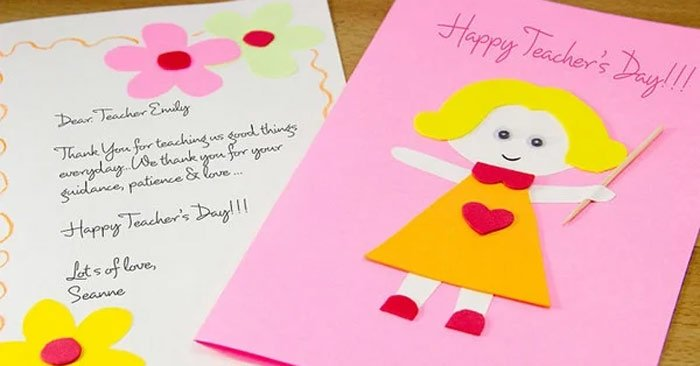 Dear Teacher Emily
Thank You for teaching us good things
everyday...We thank you for your
guidance, patience & love ...
Happy Teacher's Day!!!
Lot's of love,
Seanne
Happy Teacher's Day!!!